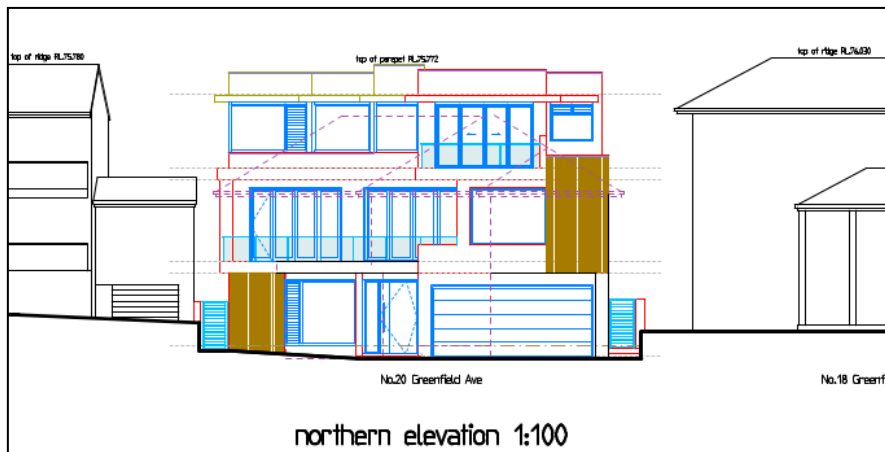 top of ridge RL.75.780
top of parapet RL.75.772
top of ridge RL.76.030
No.20 Greenfield Ave
No.18 Greenf
northern elevation 1:100